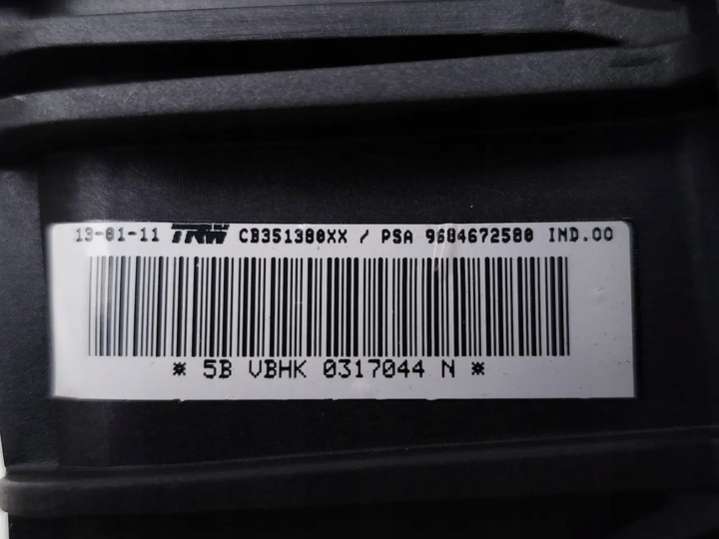 13-01-11 TRW CB351380XX / PSA 9684672580 IND.00
* 5B VBHK 0317044 N *